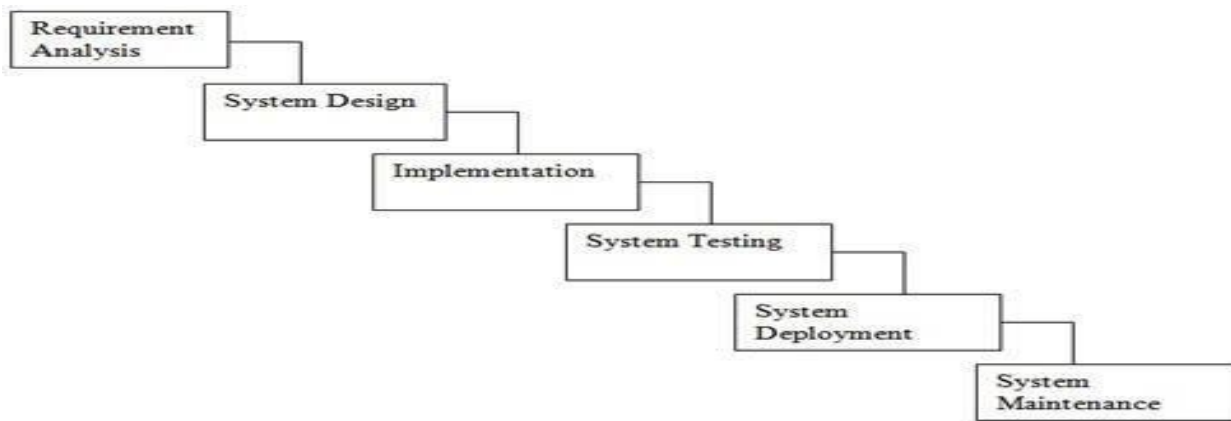 Requirement
Analysis
System Design
Implementation
System Testing
System
Deployment
System
Maintenance